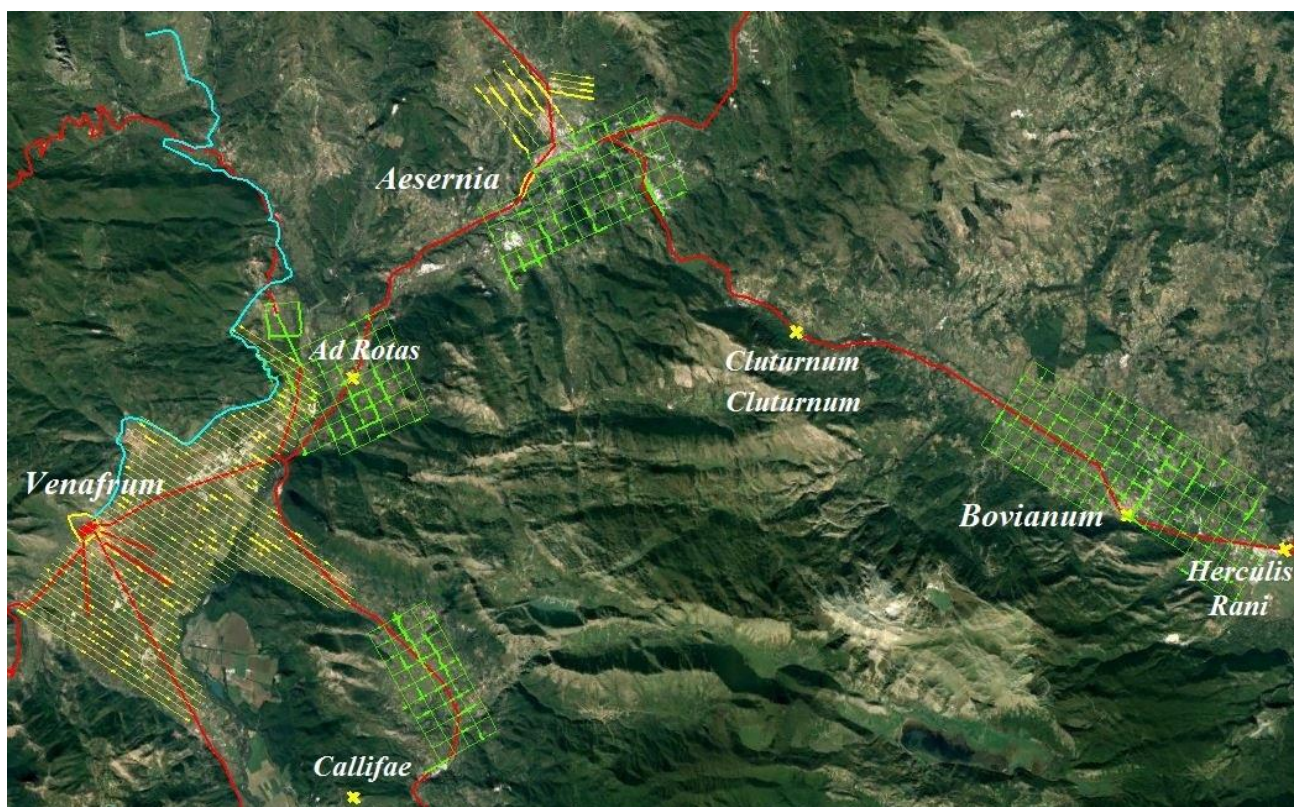 Aesernia
Ad Rotas
Cluturnum
Cluturnum
Venafrum
Bovianum
Herculis
Rani
Callifae